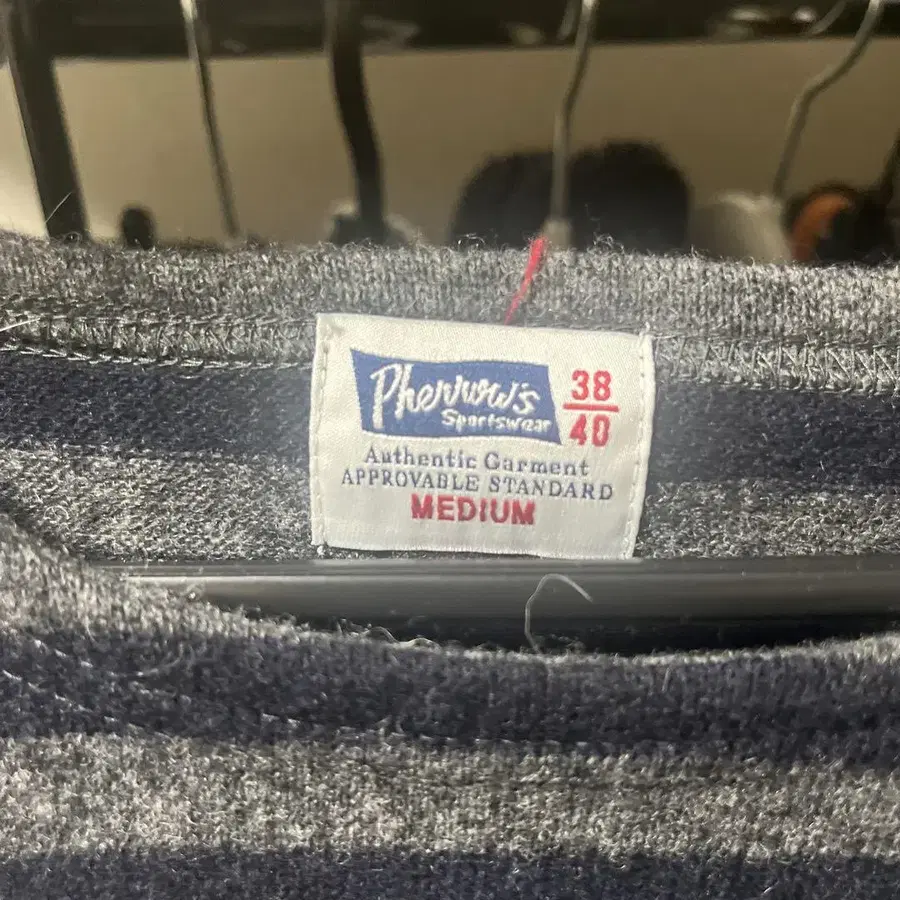 Pherrow's
Sportswear
38
40
Authentic Garment
APPROVABLE STANDARD
MEDIUM